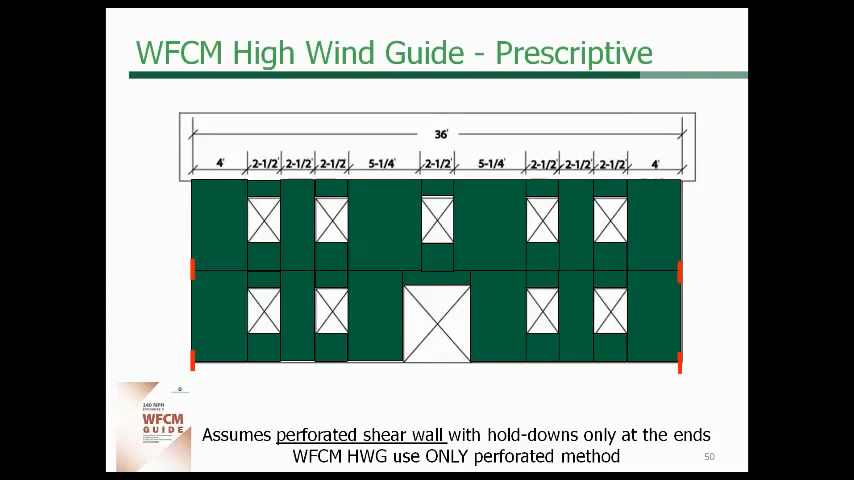 WFCM High Wind Guide - Prescriptive
36'
4' 2-1/2' 2-1/2' 2-1/2 5-1/4' 2-1/2' 5-1/4' 2-1/2' 2-1/2' 2-1/2' 4'
140 MPH
WFCM
GUIDE
Assumes perforated shear wall with hold-downs only at the ends
WFCM HWG use ONLY perforated method
50